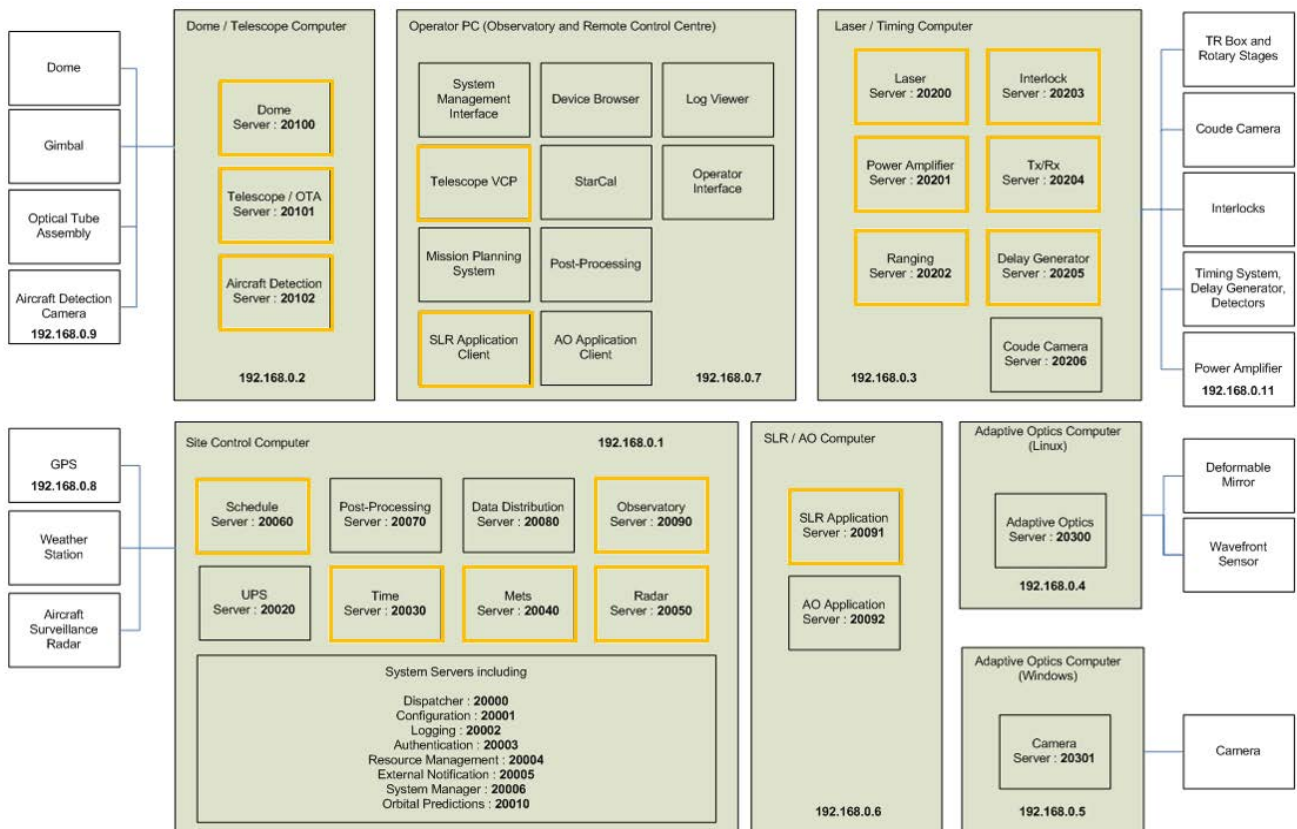 Dome
Gimbal
Optical Tube
Assembly
Aircraft Detection
Camera
192.168.0.9
Dome / Telescope Computer
Dome
Server : 20100
Telescope / OTA
Server : 20101
Aircraft Detection
Server : 20102
192.168.0.2
Operator PC (Observatory and Remote Control Centre)
System
Management
Interface
Device Browser
Log Viewer
Telescope VCP
StarCal
Operator
Interface
Mission Planning
System
Post-Processing
SLR Application
Client
AO Application
Client
192.168.0.7
Laser / Timing Computer
Laser
Server : 20200
Interlock
Server : 20203
Power Amplifier
Server : 20201
Tx/Rx
Server : 20204
Ranging
Server : 20202
Delay Generator
Server : 20205
Coude Camera
Server : 20206
192.168.0.3
TR Box and
Rotary Stages
Coude Camera
Interlocks
Timing System,
Delay Generator,
Detectors
Power Amplifier
192.168.0.11
GPS
192.168.0.8
Weather
Station
Aircraft
Surveillance
Radar
Site Control Computer
192.168.0.1
Schedule
Server : 20060
Post-Processing
Server : 20070
Data Distribution
Server : 20080
Observatory
Server : 20090
UPS
Server : 20020
Time
Server : 20030
Mets
Server : 20040
Radar
Server : 20050
System Servers including
Dispatcher : 20000
Configuration : 20001
Logging : 20002
Authentication : 20003
Resource Management : 20004
External Notification : 20005
System Manager : 20006
Orbital Predictions : 20010
SLR / AO Computer
SLR Application
Server : 20091
AO Application
Server : 20092
192.168.0.6
Adaptive Optics Computer
(Linux)
Adaptive Optics
Server : 20300
192.168.0.4
Deformable
Mirror
Wavefront
Sensor
Adaptive Optics Computer
(Windows)
Camera
Server : 20301
192.168.0.5
Camera